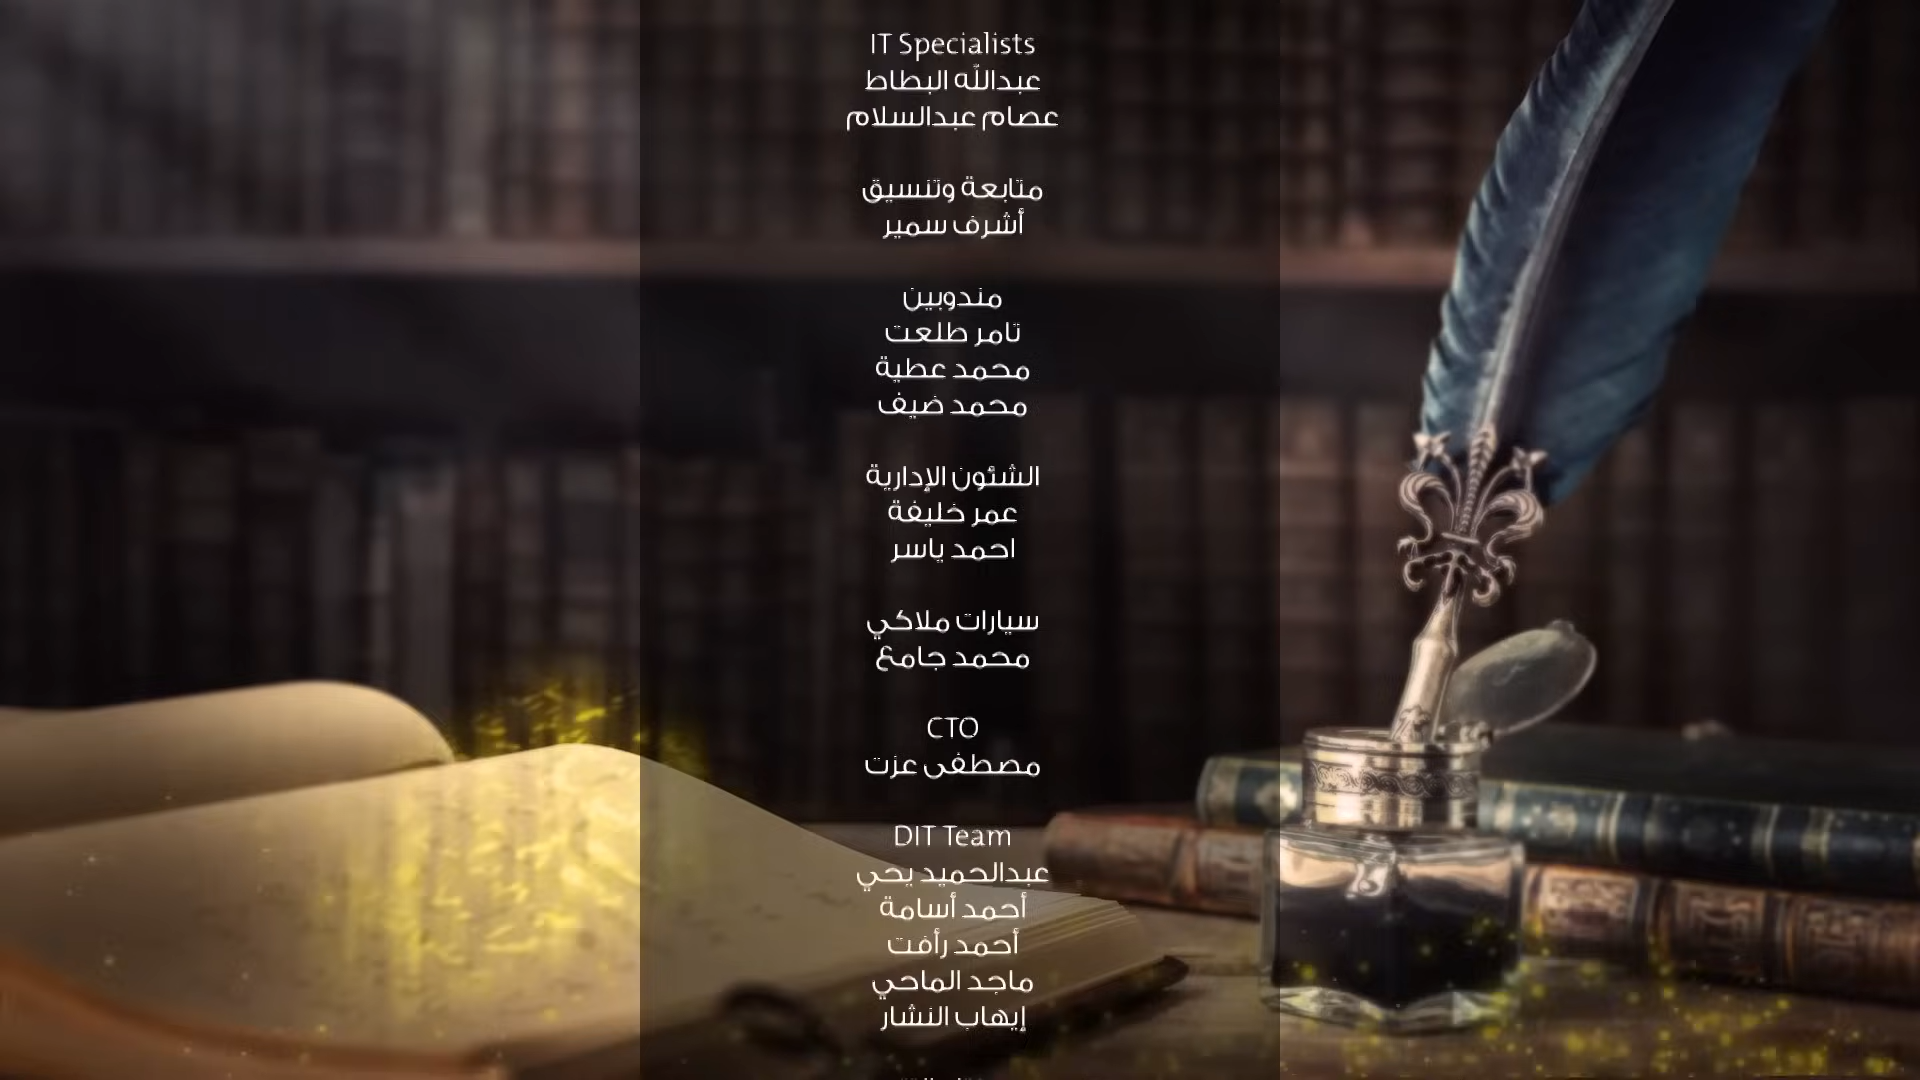 IT Specialists
عبدالله البطاط
عصام عبدالسلام
متابعة وتنسيق
أشرف سمير
مندوبين
تامر طلعت
محمد عطية
محمد ضيف
الشئون الإدارية
عمر خليفة
احمد ياسر
سيارات ملاكي
محمد جامع
CTO
مصطفى عزت
DIT Team
عبدالحميد يحي
أحمد أسامة
أحمد رأفت
ماجد الماحي
إيهاب النشار